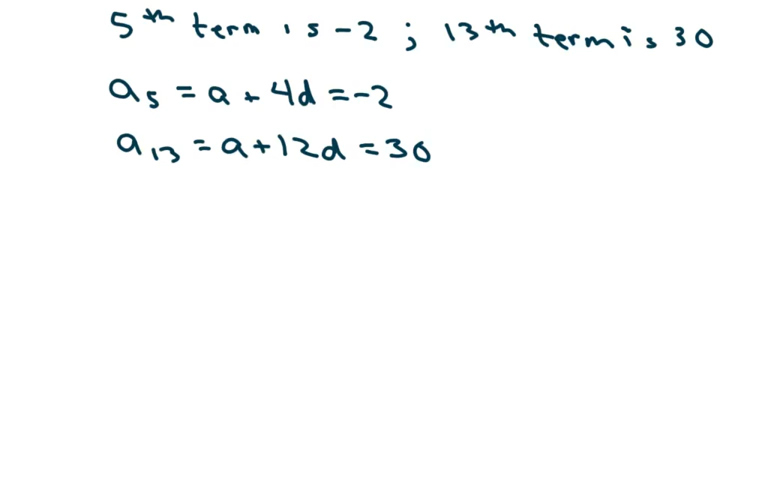 5th term is -2 ; 13th term is 30
a₅ = a + 4d = -2
a₁₃ = a + 12d = 30